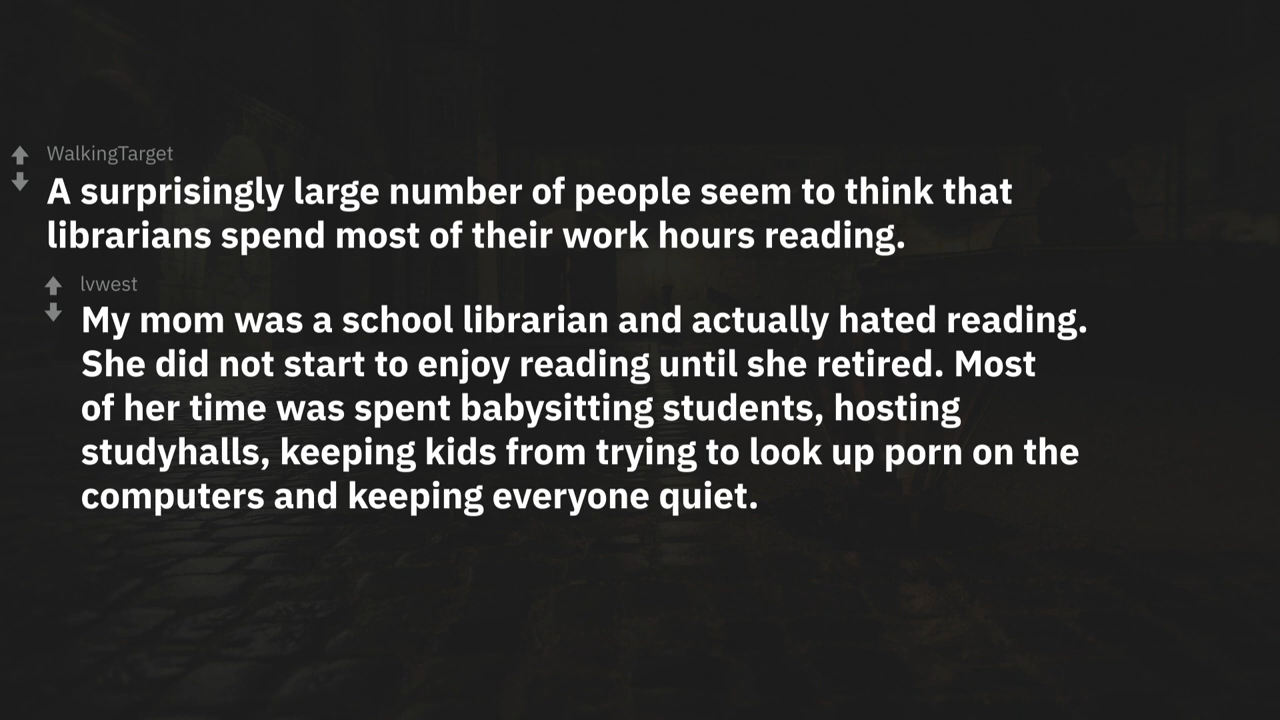 WalkingTarget
A surprisingly large number of people seem to think that
librarians spend most of their work hours reading.
lvwest
My mom was a school librarian and actually hated reading.
She did not start to enjoy reading until she retired. Most
of her time was spent babysitting students, hosting
studyhalls, keeping kids from trying to look up porn on the
computers and keeping everyone quiet.